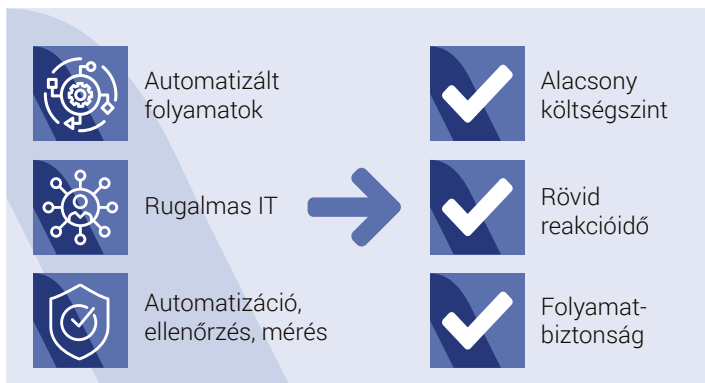 Automatizált
folyamatok
Rugalmas IT
Automatizáció,
ellenőrzés, mérés
Alacsony
költségszint
Rövid
reakcióidő
Folyamat-
biztonság